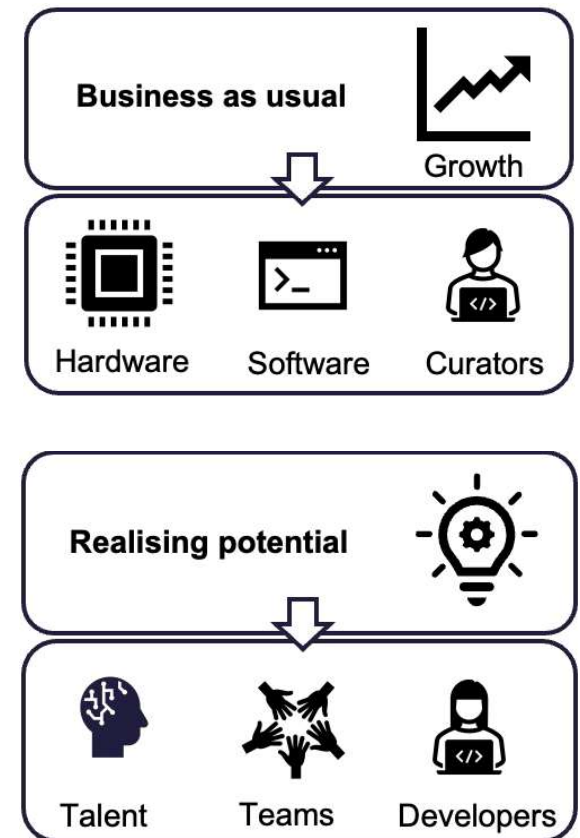 Business as usual
Growth
>_
Hardware
Software
Curators
</>
Realising potential
Talent
Teams
Developers
</>